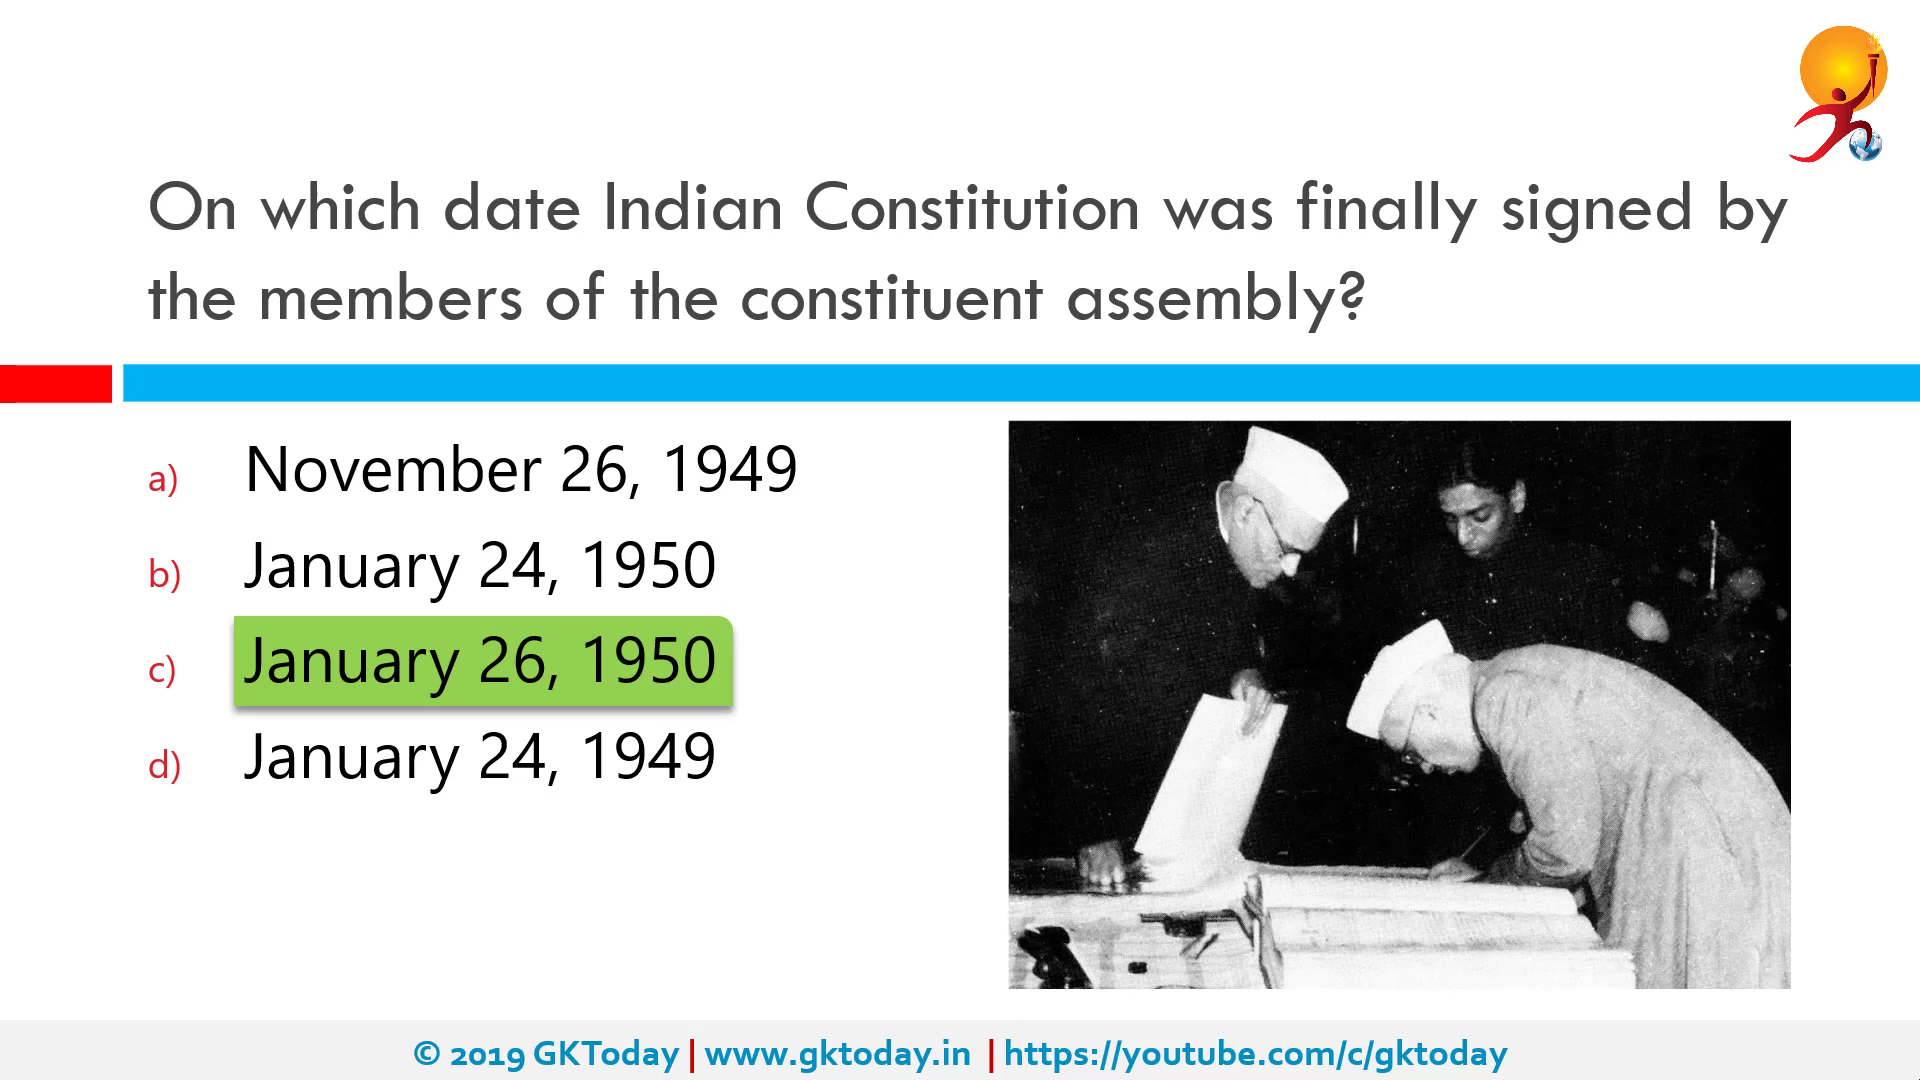 On which date Indian Constitution was finally signed by
the members of the constituent assembly?
a) November 26, 1949
b) January 24, 1950
c) January 26, 1950
d) January 24, 1949
© 2019 GKToday | www.gktoday.in | https://youtube.com/c/gktoday